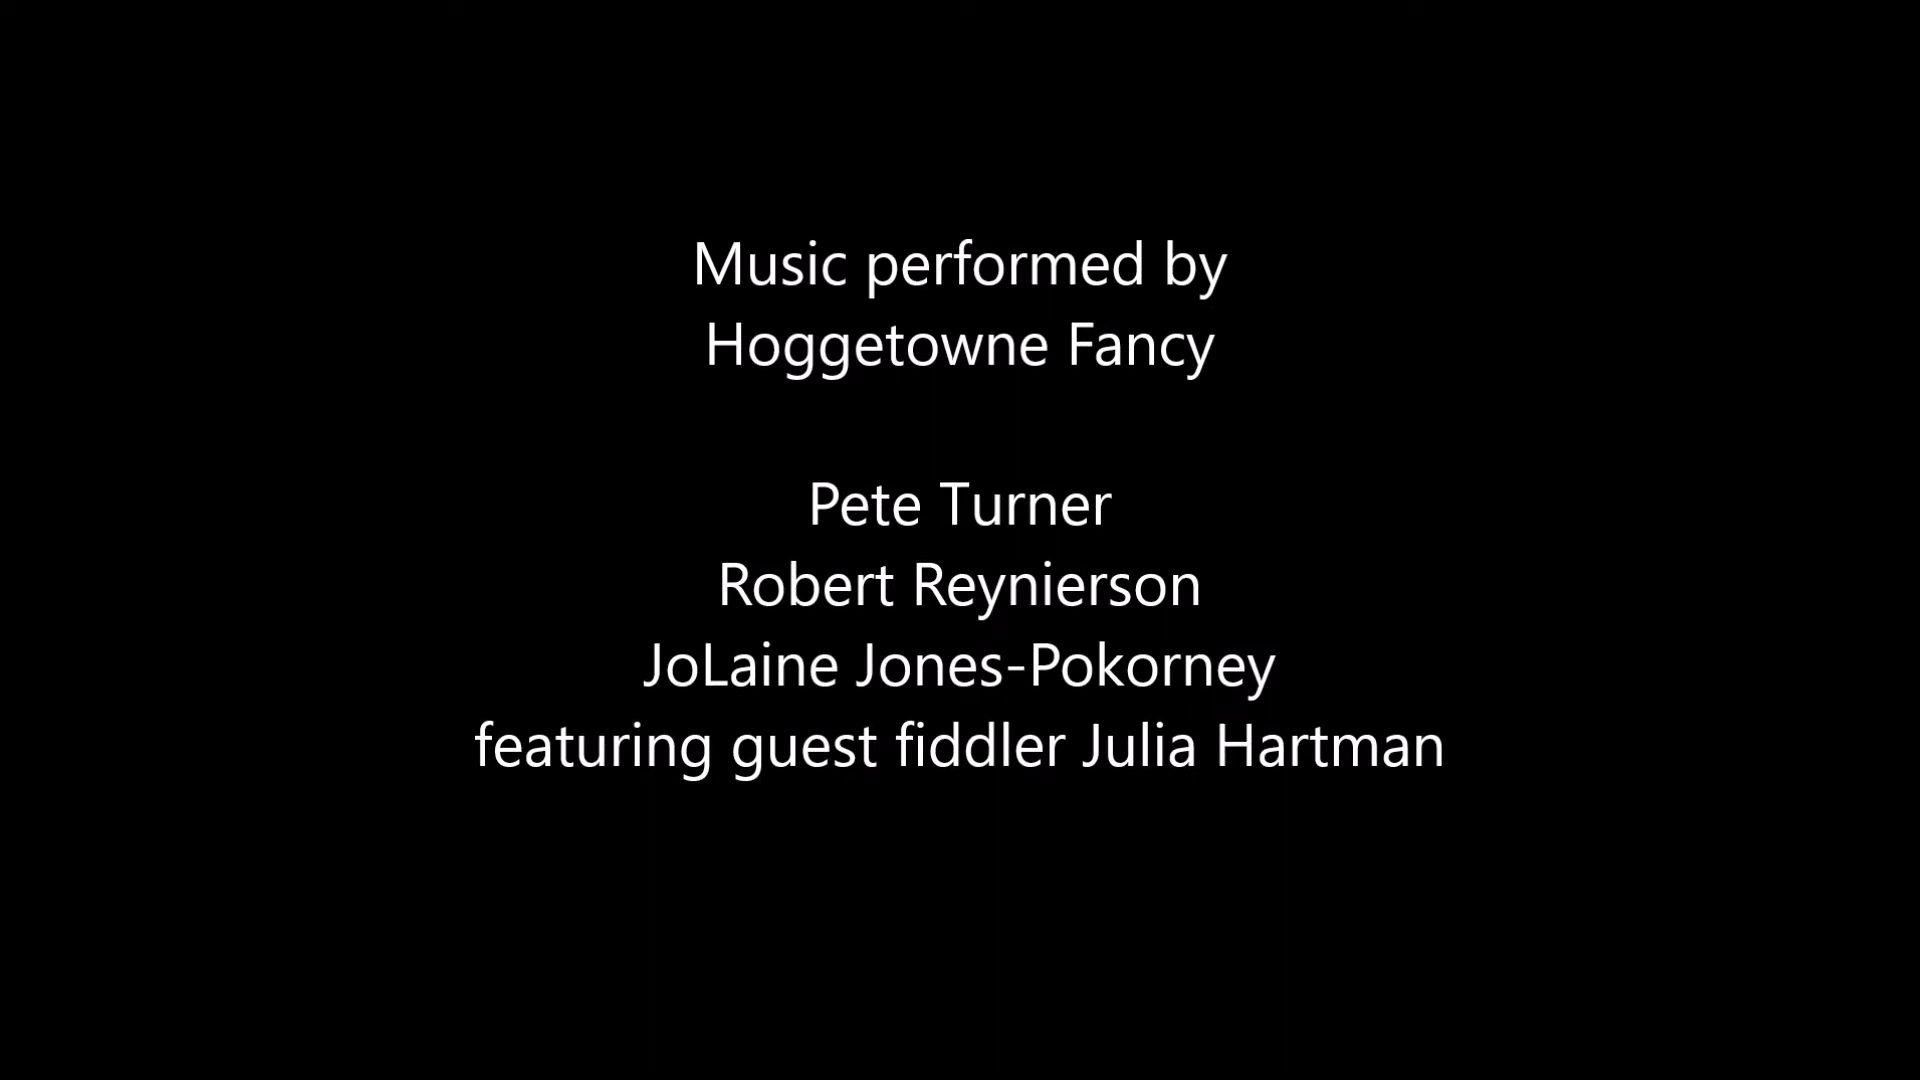 Music performed by
Hoggetowne Fancy
Pete Turner
Robert Reynierson
JoLaine Jones-Pokorney
featuring guest fiddler Julia Hartman